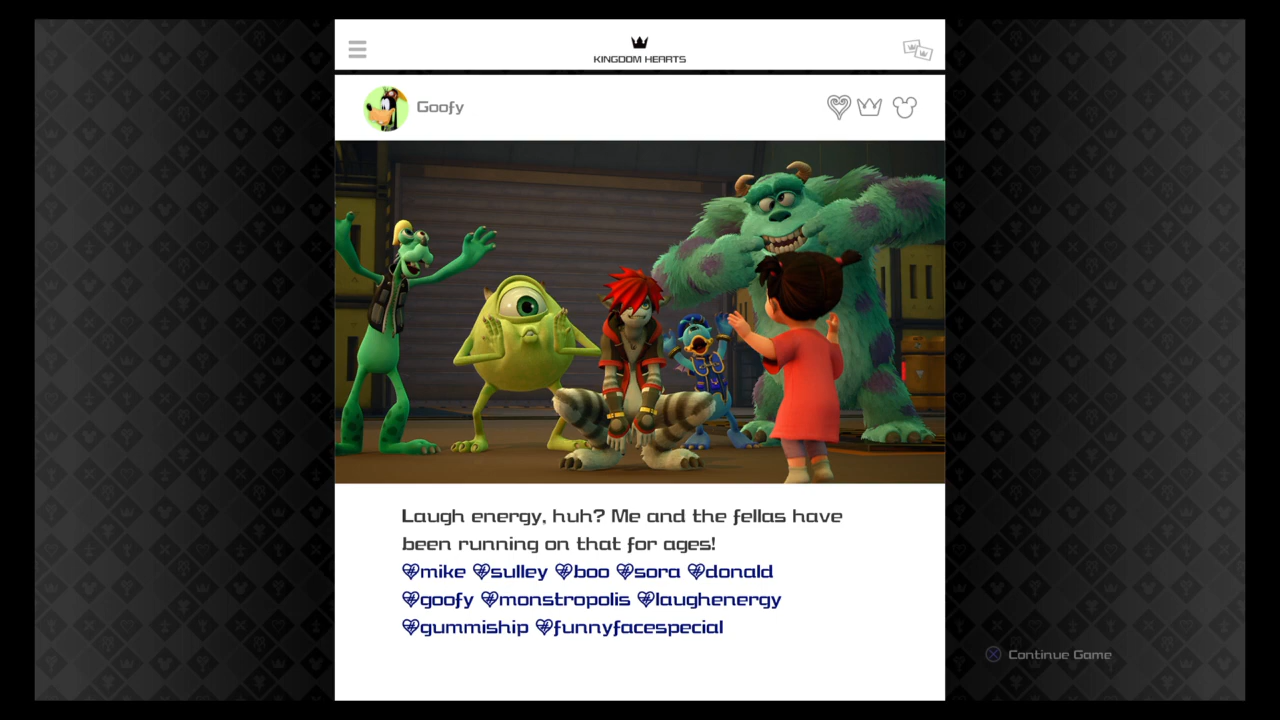 KINGDOM HEARTS
Goofy
Laugh energy, huh? Me and the fellas have
been running on that for ages!
#mike #sulley #boo #sora #donald
#goofy #monstropolis #laughenergy
#gummiship #funnyfacespecial
Continue Game